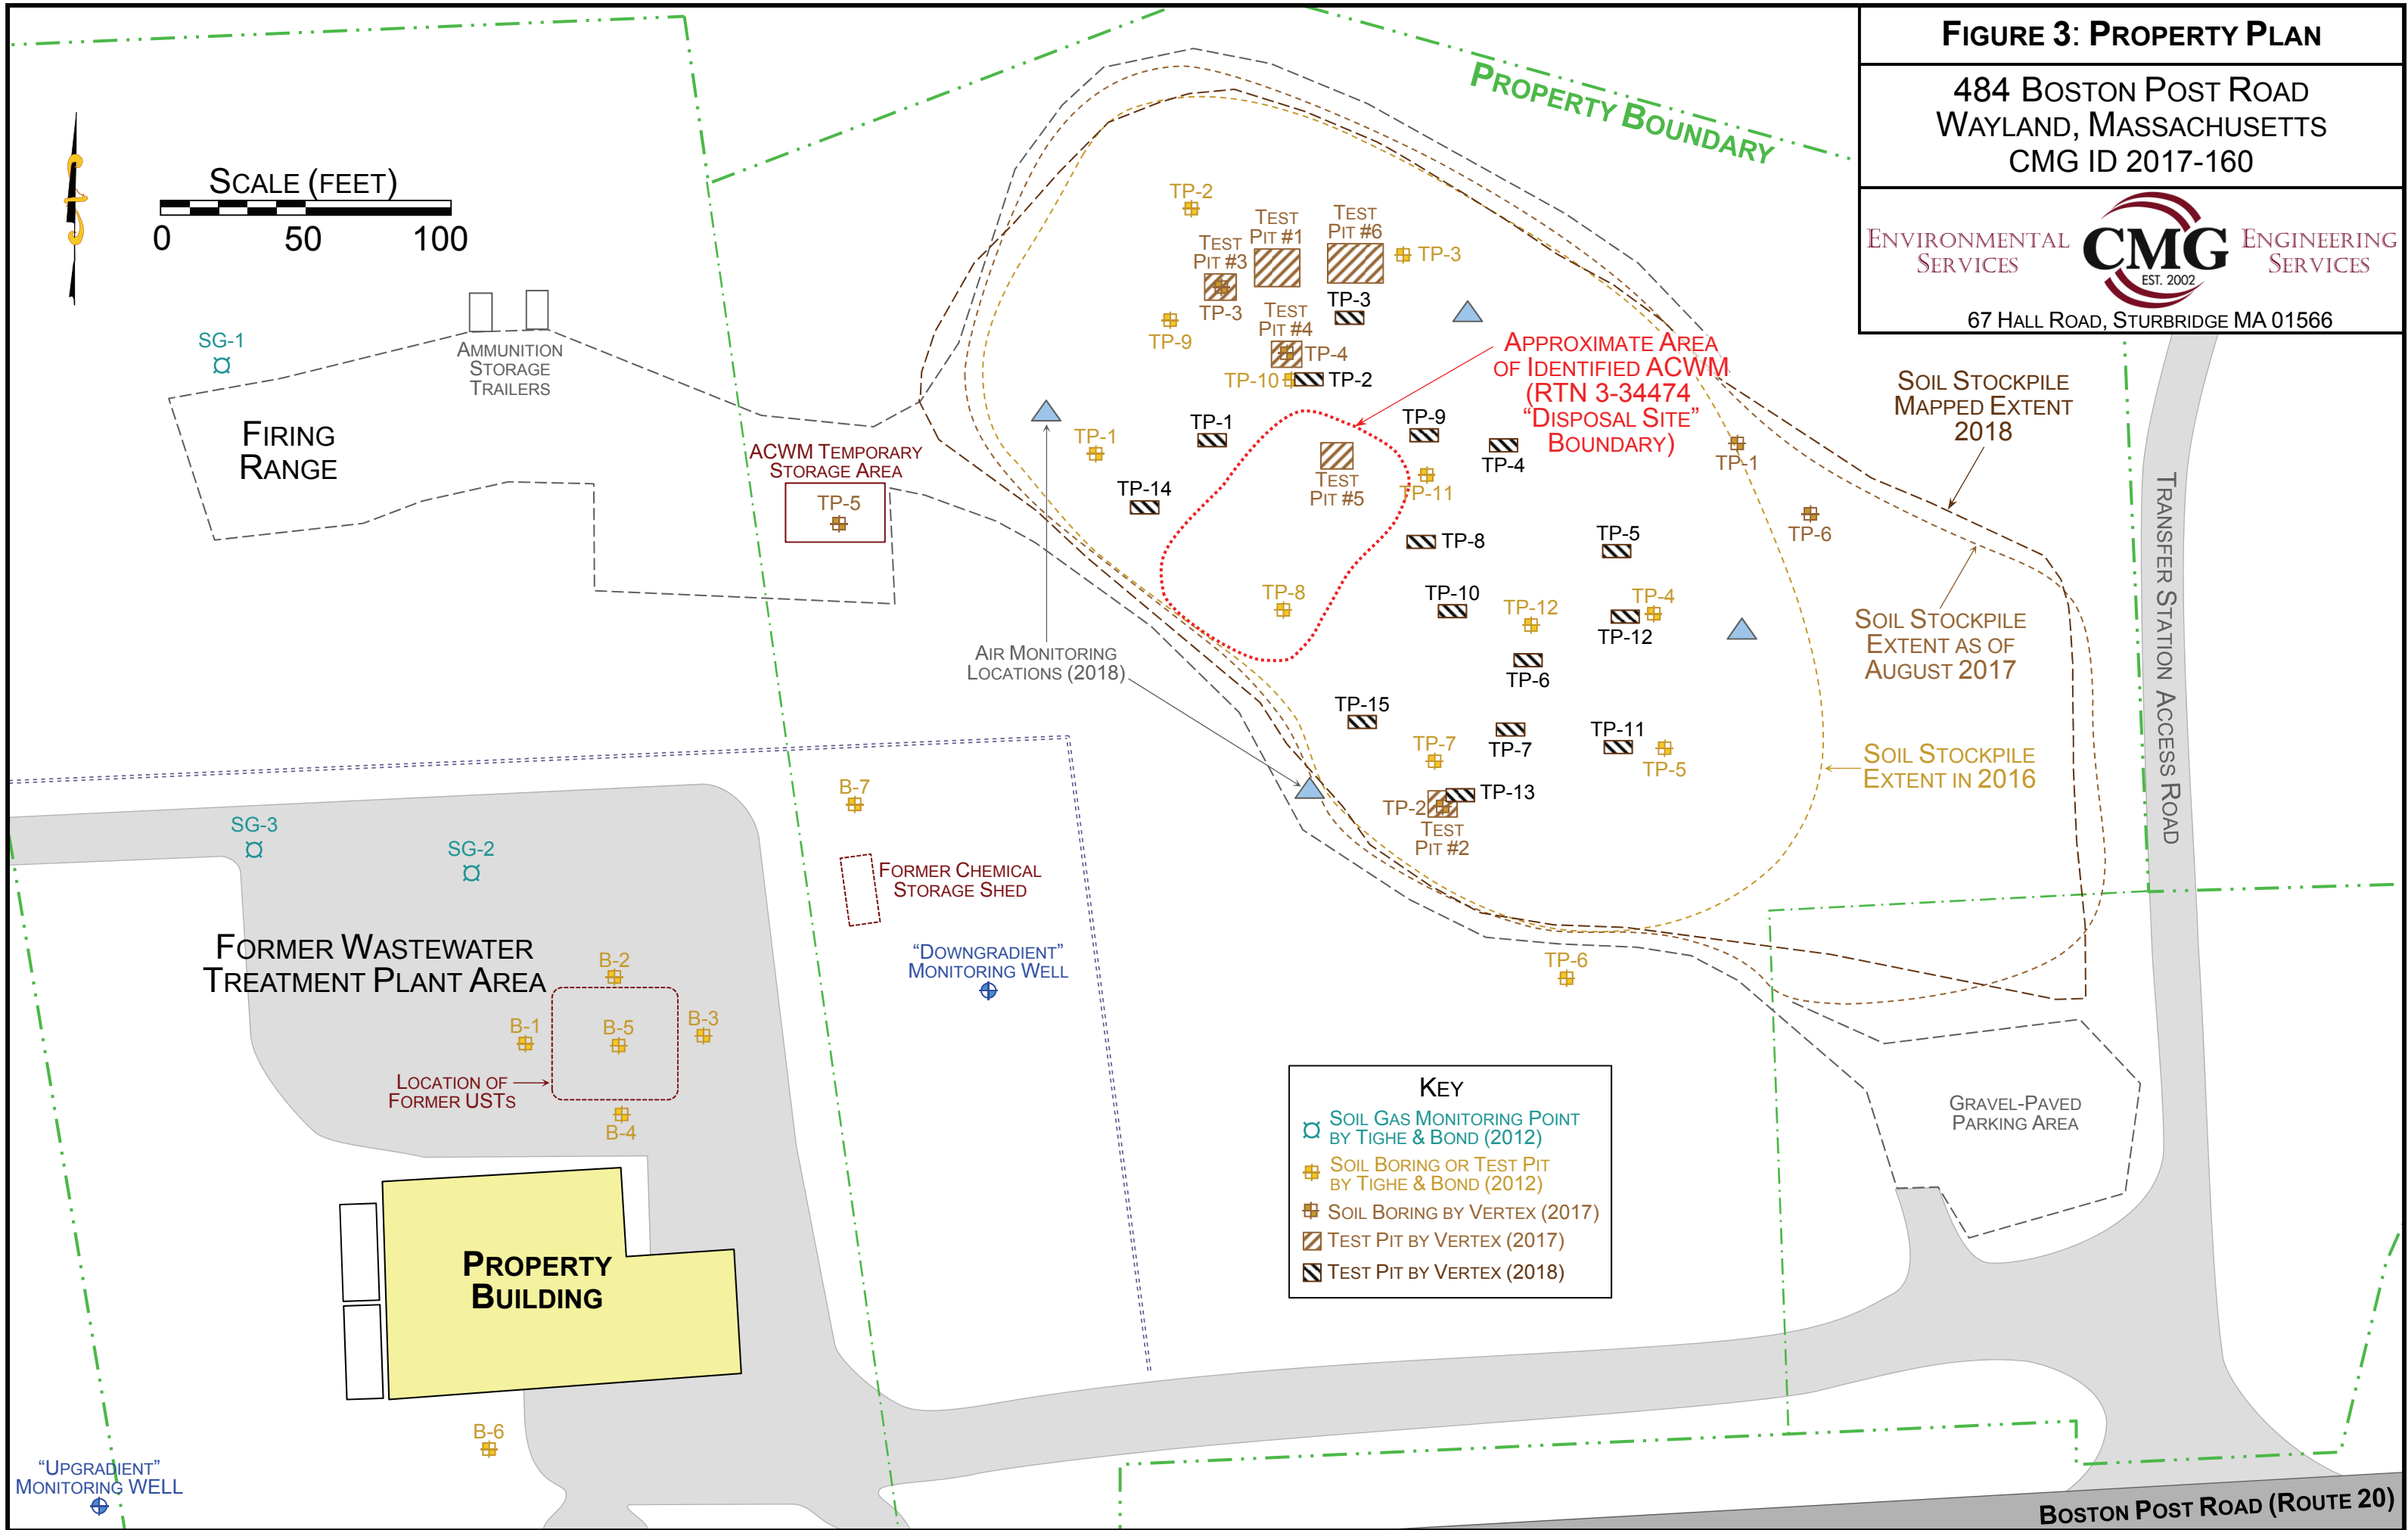 FIGURE 3: PROPERTY PLAN
484 BOSTON POST ROAD
WAYLAND, MASSACHUSETTS
CMG ID 2017-160
ENVIRONMENTAL
SERVICES
CMG
EST. 2002
ENGINEERING
SERVICES
67 HALL ROAD, STURBRIDGE MA 01566
PROPERTY BOUNDARY
SCALE (FEET)
0 50 100
SG-1
AMMUNITION
STORAGE
TRAILERS
FIRING
RANGE
ACWM TEMPORARY
STORAGE AREA
TP-5
TP-2
TEST
PIT #1
TEST
PIT #6
TEST
PIT #3
TP-3
TP-3
TP-3
TEST
PIT #4
TP-4
TP-9
TP-10
TP-2
APPROXIMATE AREA
OF IDENTIFIED ACWM
(RTN 3-34474
“DISPOSAL SITE”
BOUNDARY)
SOIL STOCKPILE
MAPPED EXTENT
2018
TP-1
TP-1
TP-9
TP-4
TP-1
TEST
PIT #5
TP-11
TP-14
TP-6
TP-8
TP-5
TP-8
TP-10
TP-12
TP-4
TP-12
SOIL STOCKPILE
EXTENT AS OF
AUGUST 2017
AIR MONITORING
LOCATIONS (2018)
TP-6
TP-15
TP-7
TP-7
TP-11
TP-5
SOIL STOCKPILE
EXTENT IN 2016
TP-2
TP-13
TEST
PIT #2
TRANSFER STATION ACCESS ROAD
B-7
SG-3
SG-2
FORMER CHEMICAL
STORAGE SHED
FORMER WASTEWATER
TREATMENT PLANT AREA
“DOWNGRADIENT”
MONITORING WELL
TP-6
B-2
B-1
B-5
B-3
LOCATION OF
FORMER USTS
B-4
KEY
SOIL GAS MONITORING POINT
BY TIGHE & BOND (2012)
SOIL BORING OR TEST PIT
BY TIGHE & BOND (2012)
SOIL BORING BY VERTEX (2017)
TEST PIT BY VERTEX (2017)
TEST PIT BY VERTEX (2018)
GRAVEL-PAVED
PARKING AREA
PROPERTY
BUILDING
B-6
“UPGRADIENT”
MONITORING WELL
BOSTON POST ROAD (ROUTE 20)